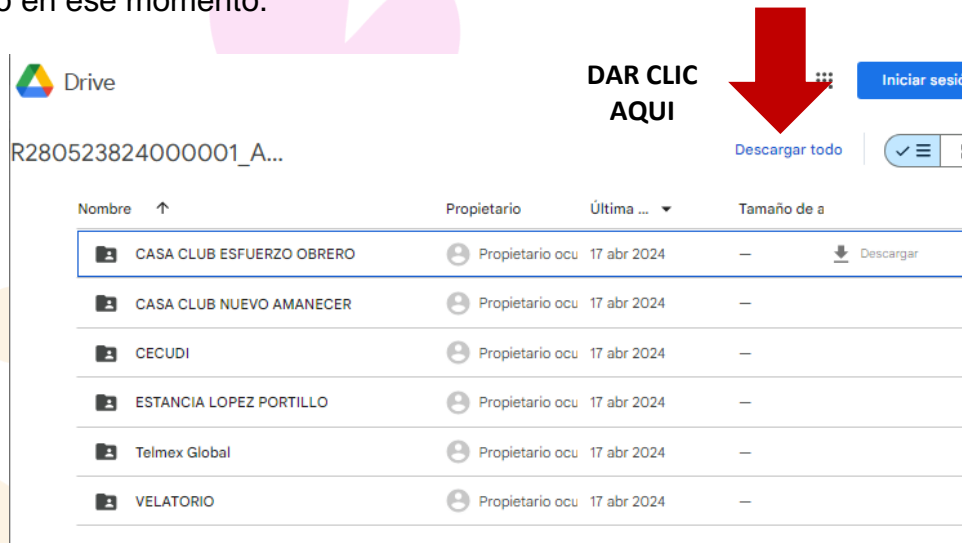 o en ese momento.
Drive
DAR CLIC
AQUI
Iniciar sesió
R280523824000001_A...
Descargar todo
Nombre Propietario Última ... Tamaño de a
CASA CLUB ESFUERZO OBRERO Propietario ocu 17 abr 2024 — Descargar
CASA CLUB NUEVO AMANECER Propietario ocu 17 abr 2024 —
CECUDI Propietario ocu 17 abr 2024 —
ESTANCIA LOPEZ PORTILLO Propietario ocu 17 abr 2024 —
Telmex Global Propietario ocu 17 abr 2024 —
VELATORIO Propietario ocu 17 abr 2024 —